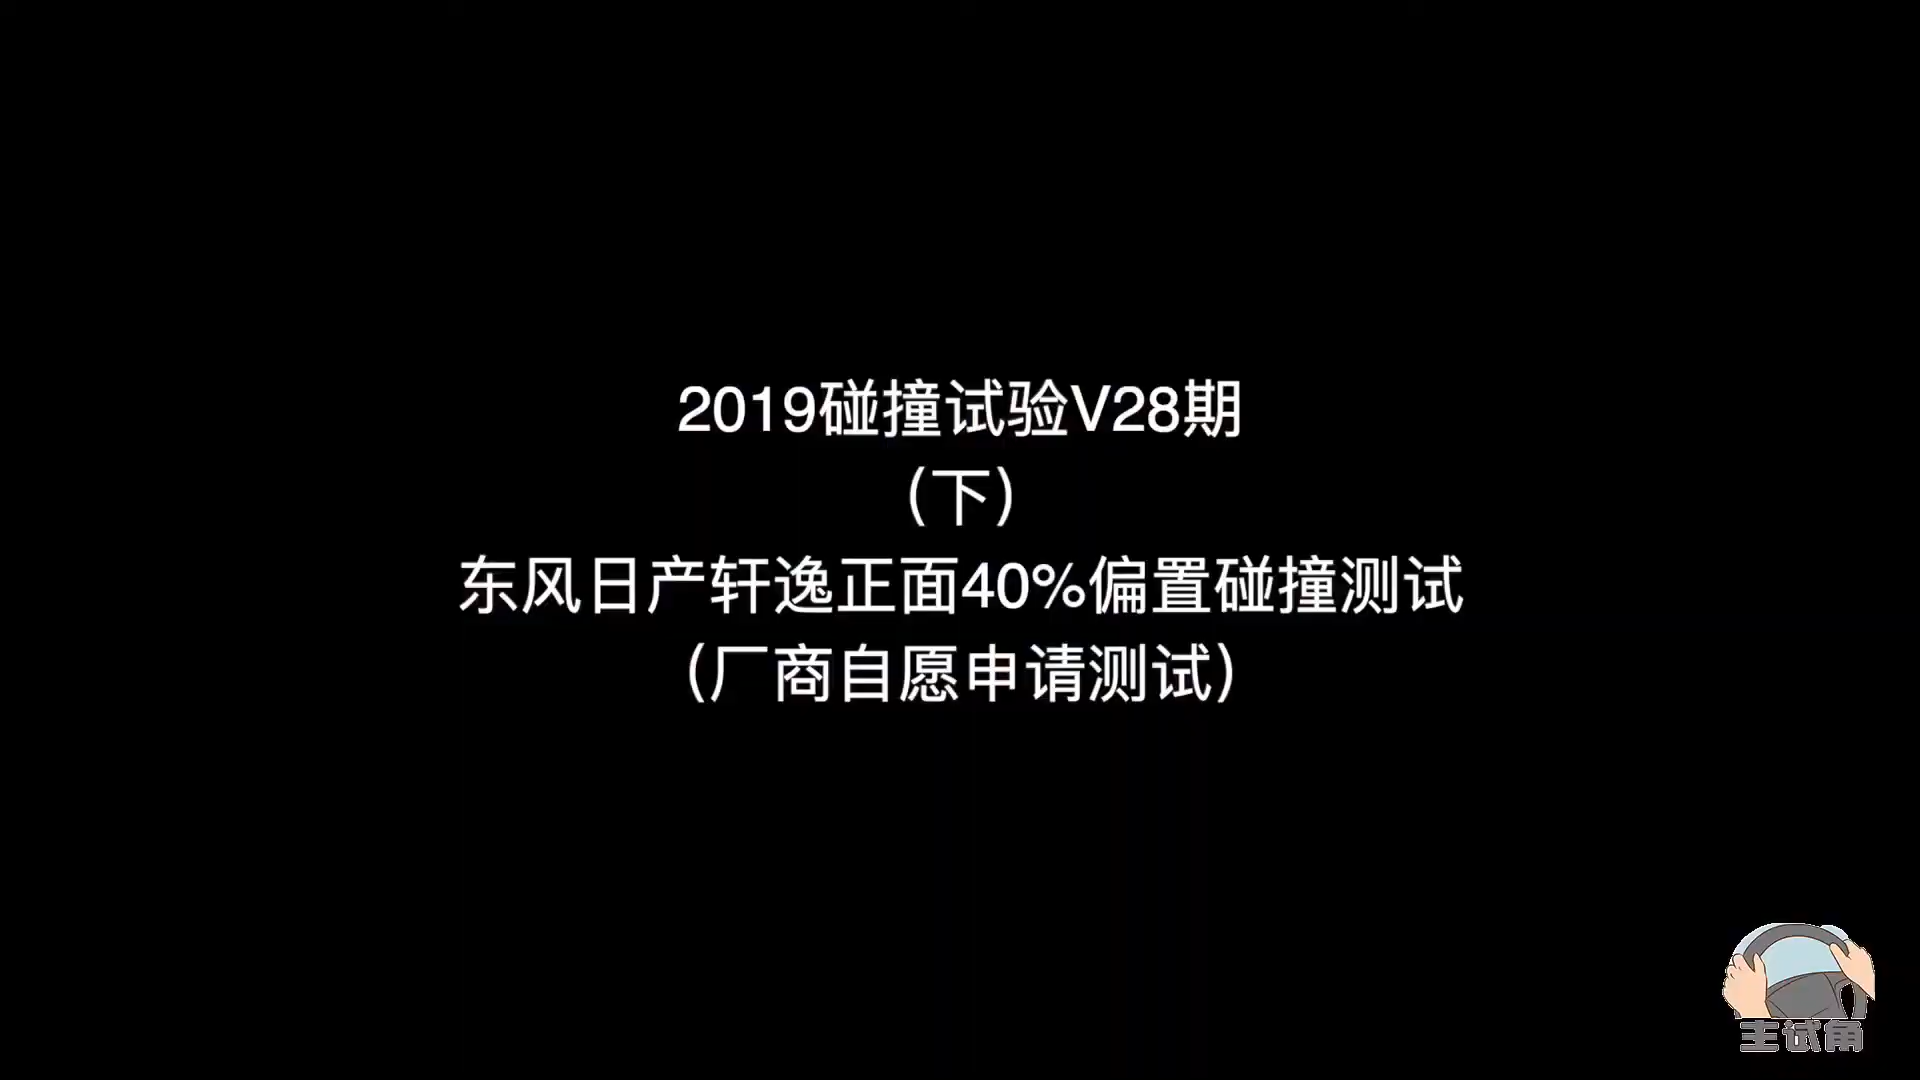 2019碰撞试验V28期
（下）
东风日产轩逸正面40%偏置碰撞测试
（厂商自愿申请测试）
主试角